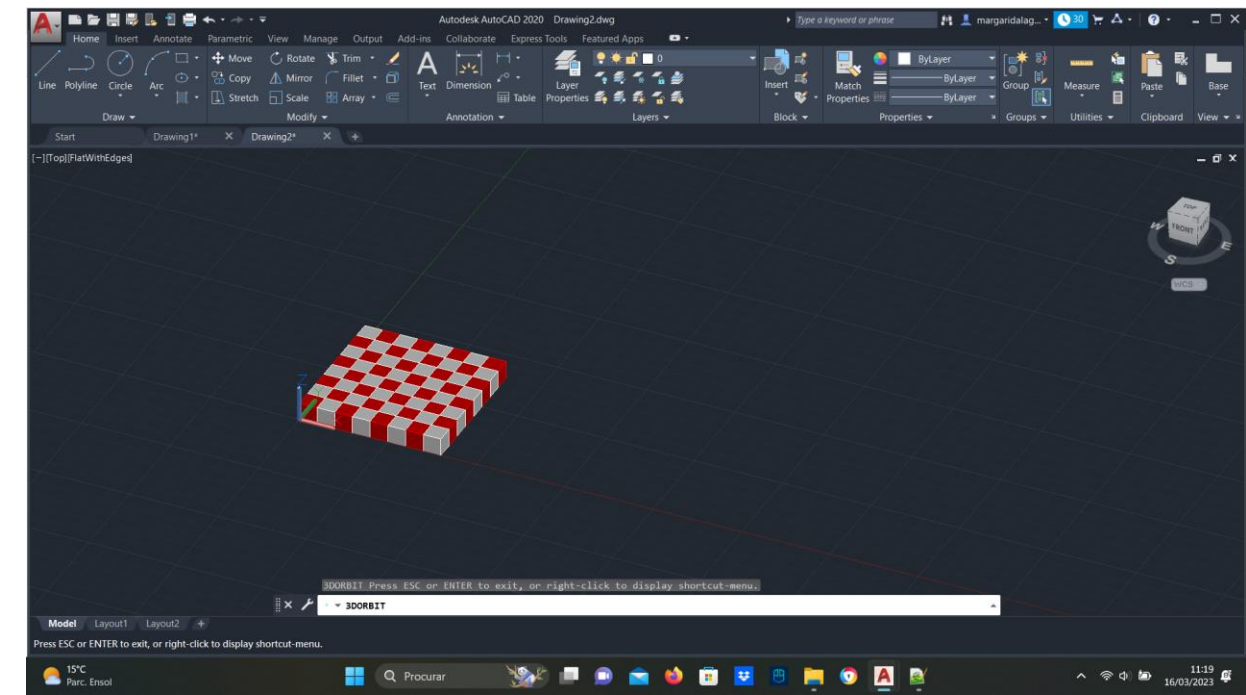 A Autodesk AutoCAD 2020 Drawing2.dwg Type a keyword or phrase margaridalag... 30 ?
Home Insert Annotate Parametric View Manage Output Add-ins Collaborate Express Tools Featured Apps
Line Polyline Circle Arc Move Rotate Trim Copy Mirror Fillet Stretch Scale Array A Text Dimension Table Layer Properties 0 Insert Match Properties ByLayer ByLayer ByLayer Group Measure Paste Base
Draw Modify Annotation Layers Block Properties Groups Utilities Clipboard View
Start Drawing1* X Drawing2* X +
[−][Top][FlatWithEdges]
TOP
FRONT
W
S
E
WCS
Z
3DORBIT Press ESC or ENTER to exit, or right-click to display shortcut-menu.
3DORBIT
Model Layout1 Layout2 +
Press ESC or ENTER to exit, or right-click to display shortcut-menu.
15°C
Parc. Ensol
Procurar
11:19
16/03/2023